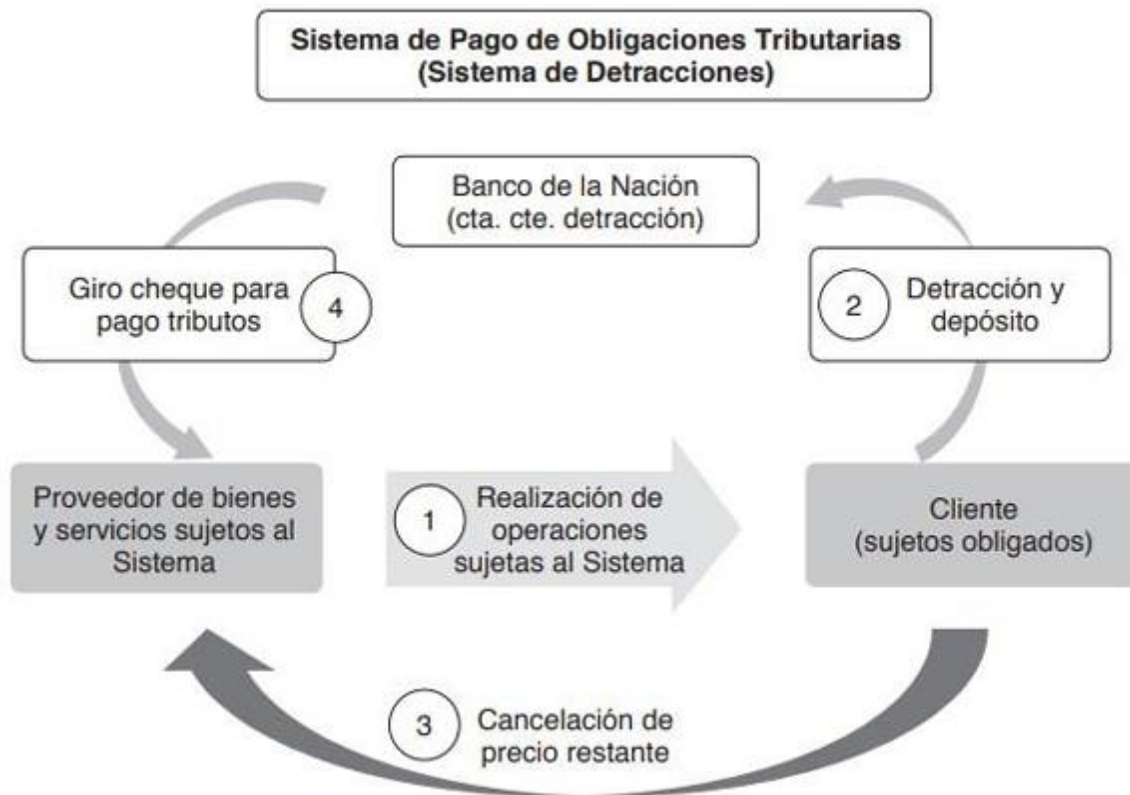 Sistema de Pago de Obligaciones Tributarias
(Sistema de Detracciones)
Banco de la Nación
(cta. cte. detracción)
Giro cheque para
pago tributos
4
2
Detracción y
depósito
Proveedor de bienes
y servicios sujetos al
Sistema
1
Realización de
operaciones
sujetas al Sistema
Cliente
(sujetos obligados)
3
Cancelación de
precio restante